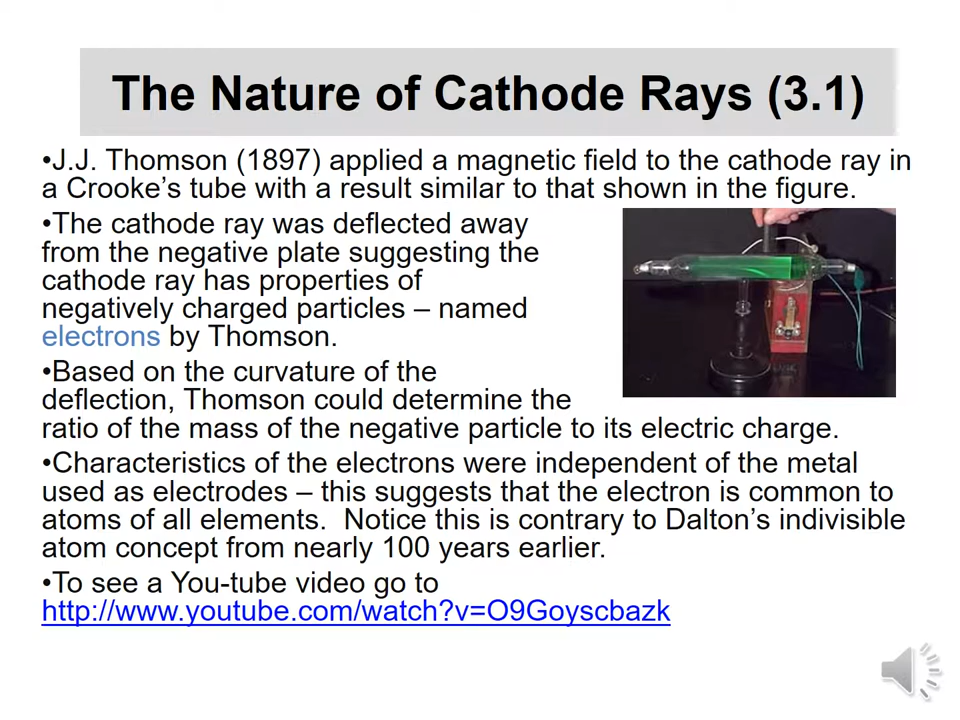 The Nature of Cathode Rays (3.1)
•J.J. Thomson (1897) applied a magnetic field to the cathode ray in
a Crooke's tube with a result similar to that shown in the figure.
•The cathode ray was deflected away
from the negative plate suggesting the
cathode ray has properties of
negatively charged particles – named
electrons by Thomson.
•Based on the curvature of the
deflection, Thomson could determine the
ratio of the mass of the negative particle to its electric charge.
•Characteristics of the electrons were independent of the metal
used as electrodes – this suggests that the electron is common to
atoms of all elements.  Notice this is contrary to Dalton's indivisible
atom concept from nearly 100 years earlier.
•To see a You-tube video go to
http://www.youtube.com/watch?v=O9Goyscbazk